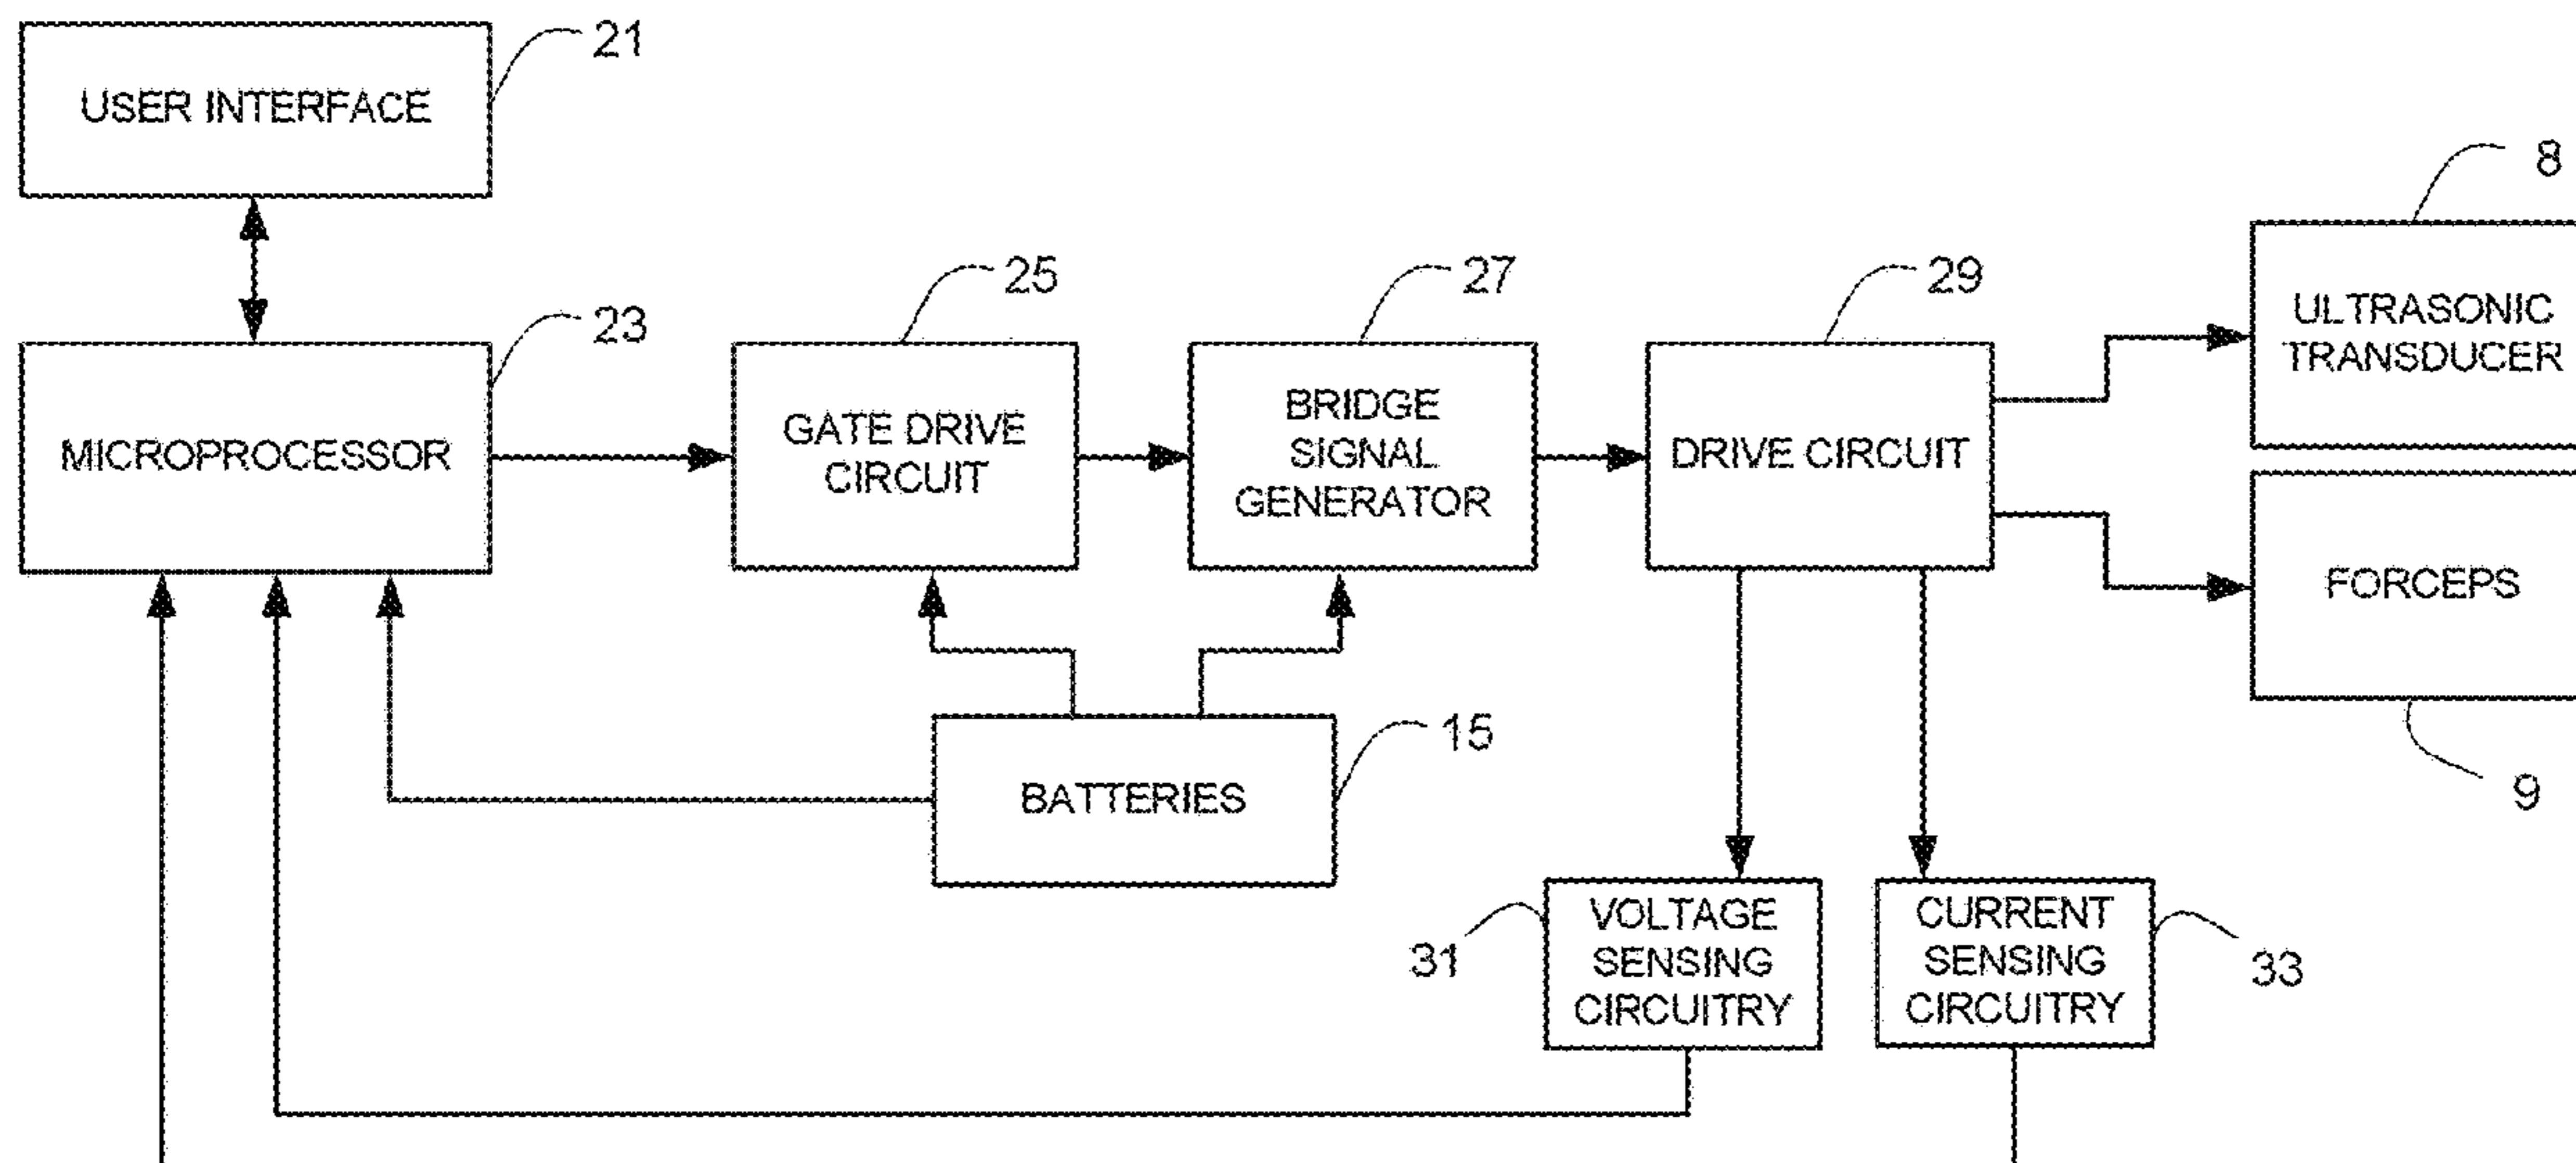 21
USER INTERFACE
8
25
27
29
23
ULTRASONIC
TRANSDUCER
MICROPROCESSOR
GATE DRIVE
CIRCUIT
BRIDGE
SIGNAL
GENERATOR
DRIVE CIRCUIT
FORCEPS
9
15
BATTERIES
31
VOLTAGE
SENSING
CIRCUITRY
CURRENT
SENSING
CIRCUITRY
33